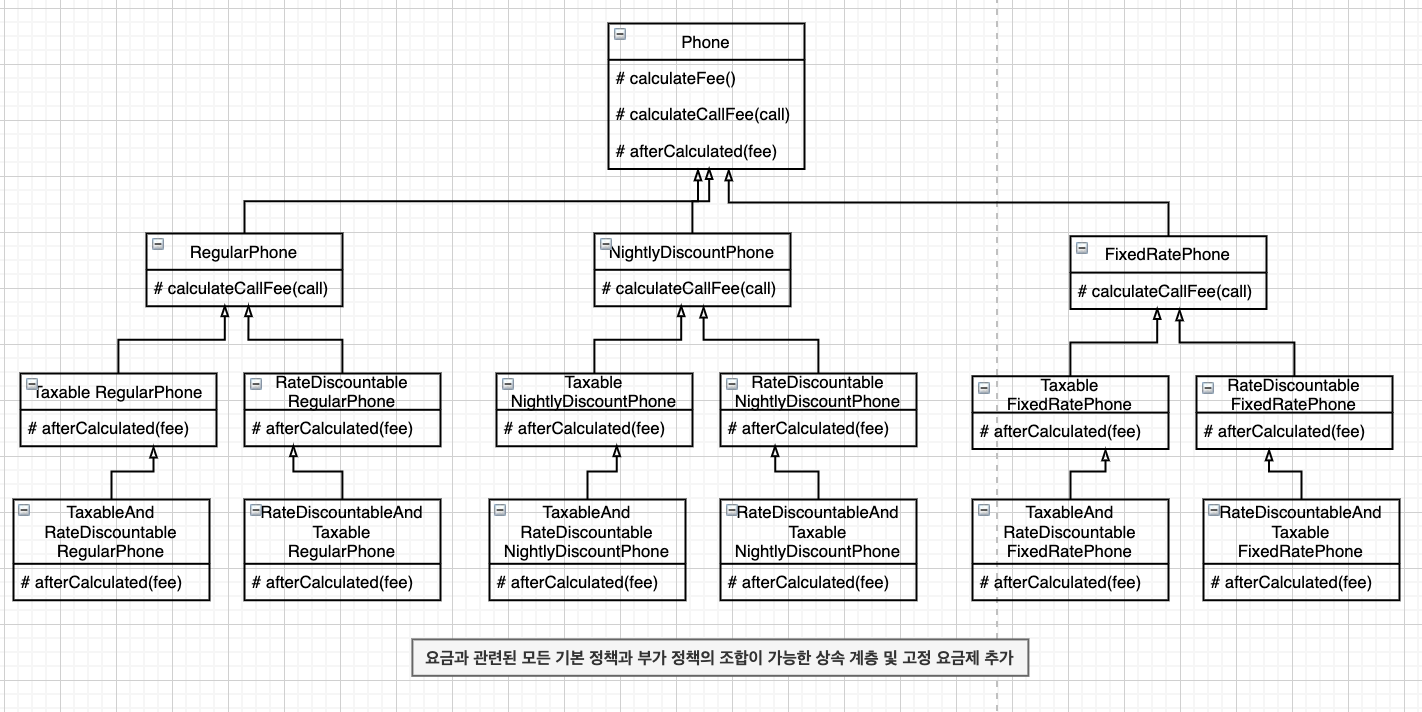 Phone
# calculateFee()
# calculateCallFee(call)
# afterCalculated(fee)
RegularPhone
# calculateCallFee(call)
NightlyDiscountPhone
# calculateCallFee(call)
FixedRatePhone
# calculateCallFee(call)
Taxable RegularPhone
# afterCalculated(fee)
RateDiscountable
RegularPhone
# afterCalculated(fee)
Taxable
NightlyDiscountPhone
# afterCalculated(fee)
RateDiscountable
NightlyDiscountPhone
# afterCalculated(fee)
Taxable
FixedRatePhone
# afterCalculated(fee)
RateDiscountable
FixedRatePhone
# afterCalculated(fee)
TaxableAnd
RateDiscountable
RegularPhone
# afterCalculated(fee)
RateDiscountableAnd
Taxable
RegularPhone
# afterCalculated(fee)
TaxableAnd
RateDiscountable
NightlyDiscountPhone
# afterCalculated(fee)
RateDiscountableAnd
Taxable
NightlyDiscountPhone
# afterCalculated(fee)
TaxableAnd
RateDiscountable
FixedRatePhone
# afterCalculated(fee)
RateDiscountableAnd
Taxable
FixedRatePhone
# afterCalculated(fee)
요금과 관련된 모든 기본 정책과 부가 정책의 조합이 가능한 상속 계층 및 고정 요금제 추가